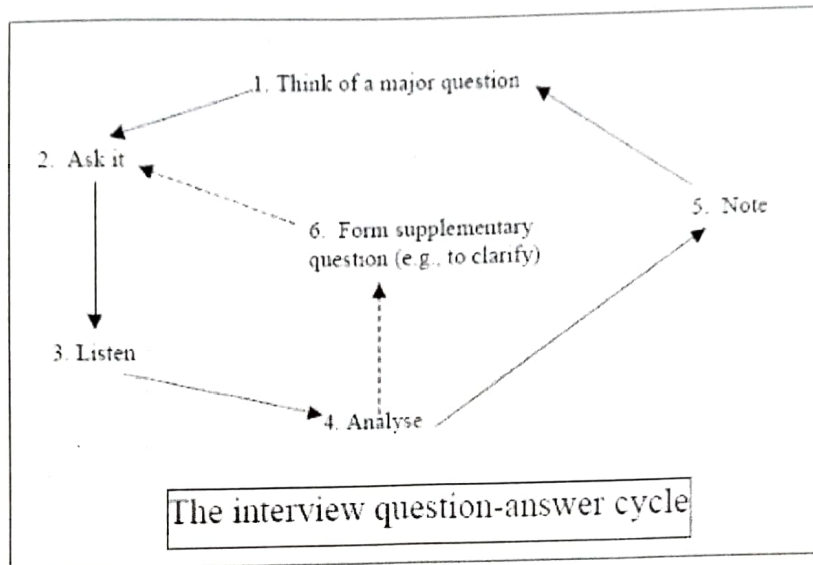 1. Think of a major question
2. Ask it
5. Note
6. Form supplementary
question (e.g., to clarify)
3. Listen
4. Analyse
The interview question-answer cycle